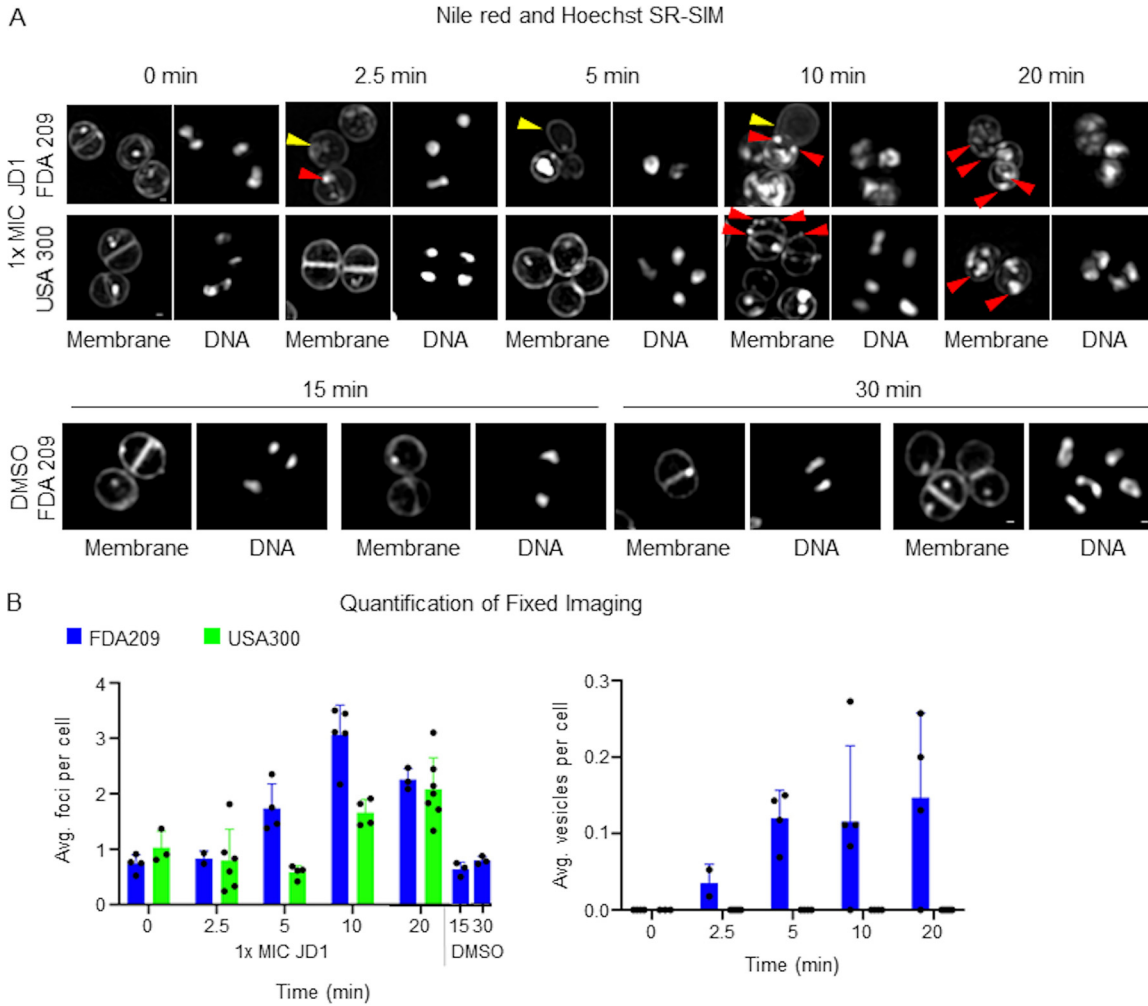 A
Nile red and Hoechst SR-SIM
0 min 2.5 min 5 min 10 min 20 min
1x MIC JD1
FDA 209
USA 300
Membrane DNA Membrane DNA Membrane DNA Membrane DNA Membrane DNA
15 min 30 min
DMSO
FDA 209
Membrane DNA Membrane DNA Membrane DNA Membrane DNA
B Quantification of Fixed Imaging
FDA209 USA300
Avg. foci per cell
4
3
2
1
0
0 2.5 5 10 20 15 30
1x MIC JD1 DMSO
Time (min)
Avg. vesicles per cell
0.3
0.2
0.1
0.0
0 2.5 5 10 20
Time (min)